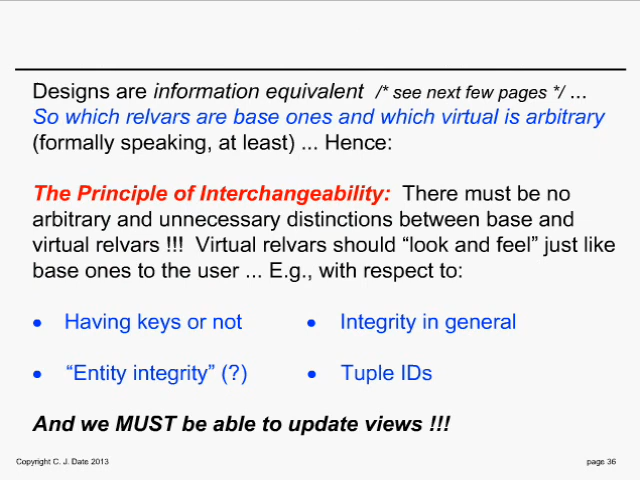 Designs are information equivalent /* see next few pages */ ...
So which relvars are base ones and which virtual is arbitrary
(formally speaking, at least) ... Hence:
The Principle of Interchangeability: There must be no
arbitrary and unnecessary distinctions between base and
virtual relvars !!! Virtual relvars should “look and feel” just like
base ones to the user ... E.g., with respect to:
• Having keys or not • Integrity in general
• “Entity integrity” (?) • Tuple IDs
And we MUST be able to update views !!!
Copyright C. J. Date 2013 page 36